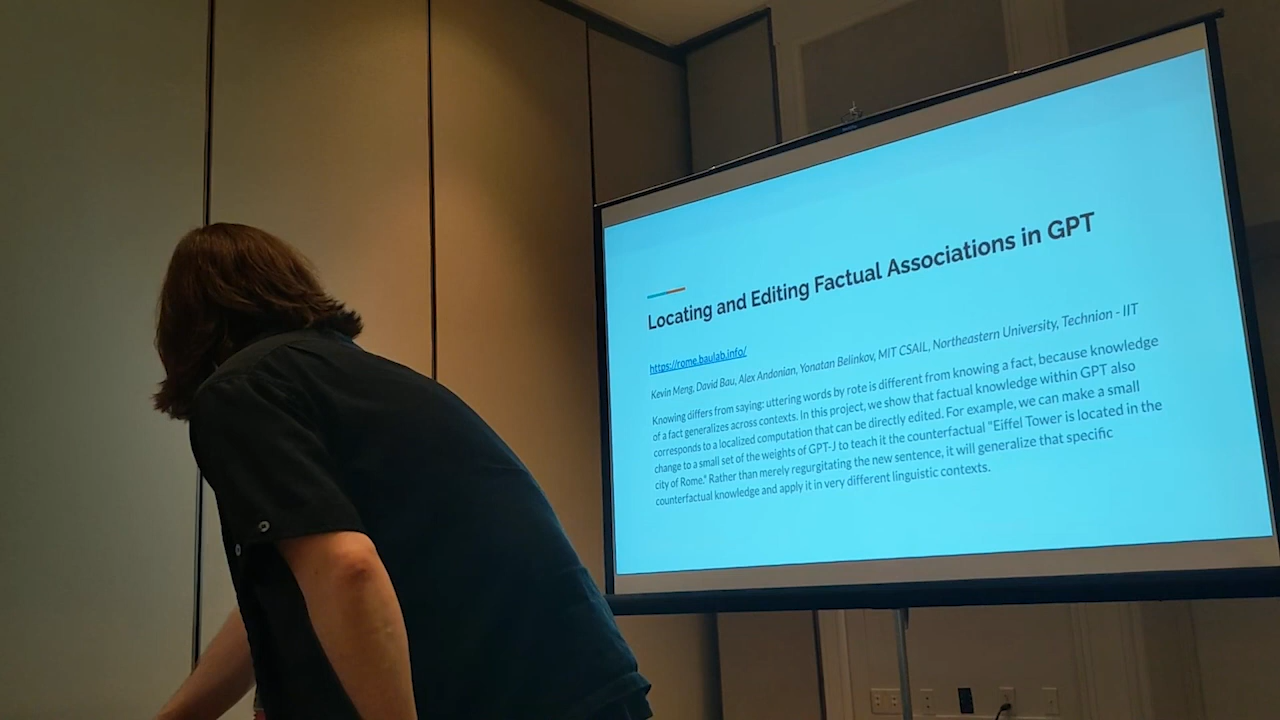 Locating and Editing Factual Associations in GPT
https://rome.baulab.info/
Kevin Meng, David Bau, Alex Andonian, Yonatan Belinkov, MIT CSAIL, Northeastern University, Technion - IIT
Knowing differs from saying: uttering words by rote is different from knowing a fact, because knowledge
of a fact generalizes across contexts. In this project, we show that factual knowledge within GPT also
corresponds to a localized computation that can be directly edited. For example, we can make a small
change to a small set of the weights of GPT-J to teach it the counterfactual "Eiffel Tower is located in the
city of Rome." Rather than merely regurgitating the new sentence, it will generalize that specific
counterfactual knowledge and apply it in very different linguistic contexts.